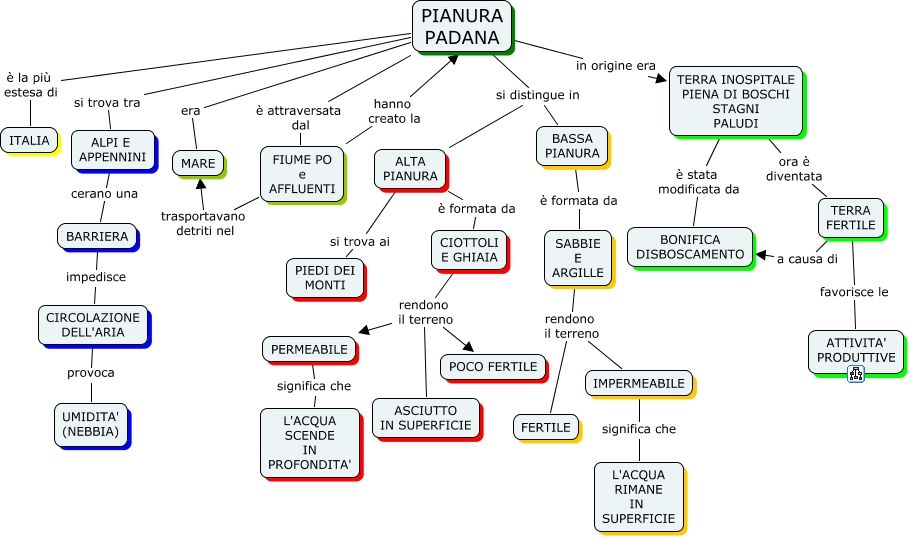 PIANURA
PADANA
è la più
estesa di
ITALIA
si trova tra
ALPI E
APPENNINI
cerano una
BARRIERA
impedisce
CIRCOLAZIONE
DELL'ARIA
provoca
UMIDITA'
(NEBBIA)
era
MARE
è attraversata
dal
FIUME PO
e
AFFLUENTI
trasportavano
detriti nel
hanno
creato la
si distingue in
ALTA
PIANURA
si trova ai
PIEDI DEI
MONTI
è formata da
CIOTTOLI
E GHIAIA
rendono
il terreno
PERMEABILE
significa che
L'ACQUA
SCENDE
IN
PROFONDITA'
ASCIUTTO
IN SUPERFICIE
POCO FERTILE
BASSA
PIANURA
è formata da
SABBIE
E
ARGILLE
rendono
il terreno
FERTILE
IMPERMEABILE
significa che
L'ACQUA
RIMANE
IN
SUPERFICIE
in origine era
TERRA INOSPITALE
PIENA DI BOSCHI
STAGNI
PALUDI
è stata
modificata da
BONIFICA
DISBOSCAMENTO
ora è
diventata
TERRA
FERTILE
a causa di
favorisce le
ATTIVITA'
PRODUTTIVE